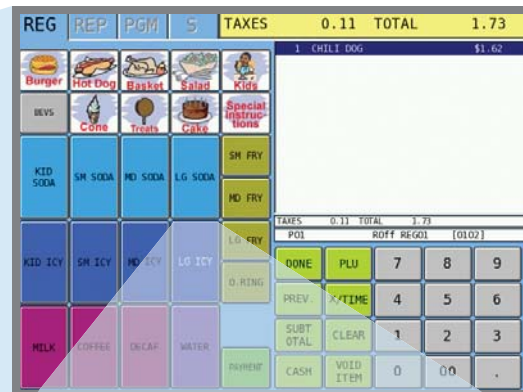 REG REP PGM S TAXES 0.11 TOTAL 1.73
1 CHILI DOG $1.62
Burger Hot Dog Basket Salad Kids
BEVS Cone Treats Cake Special Instruc-tions
KID SODA SM SODA MD SODA LG SODA SM FRY
MD FRY
TAXES 0.11 TOTAL 1.73
P01 ROff REG01 [0102]
KID ICY SM ICY MD ICY LG ICY LG FRY
O.RING
DONE PLU 7 8 9
PREV. X/TIME 4 5 6
MILK COFFEE DECAF WATER PAYMENT
SUBTOTAL CLEAR 1 2 3
CASH VOID ITEM 0 00 .